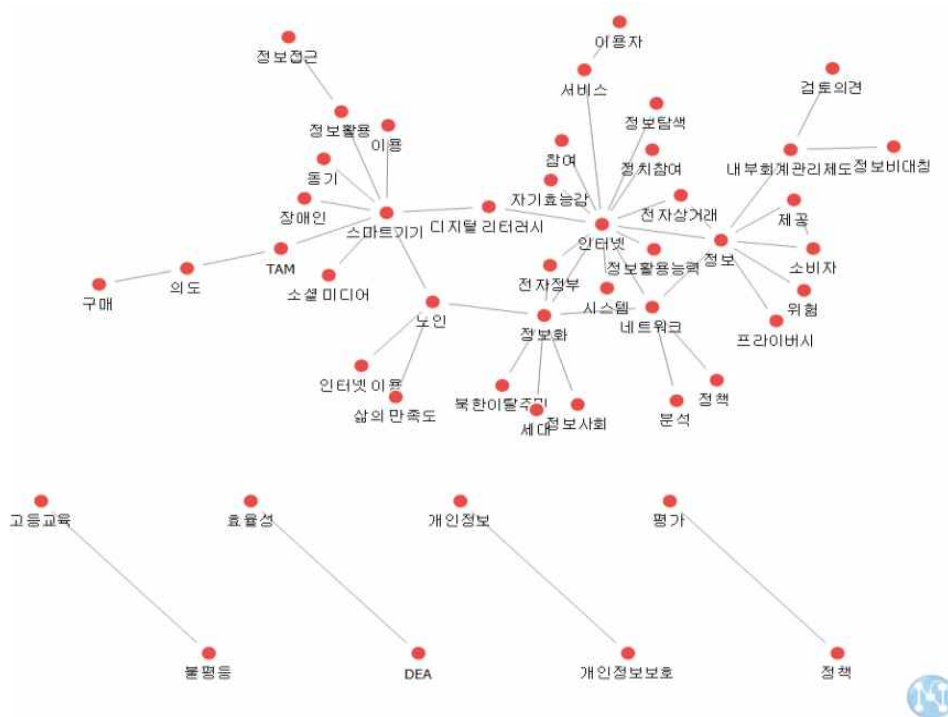 이용자
정보접근
서비스
검토의견
정보탐색
정보활용
이용
참여
정치참여
내부회계관리제도
정보비대칭
동기
자기효능감
장애인
전자상거래
제공
스마트기기
디지털 리터러시
인터넷
정보
TAM
정보활용능력
소비자
의도
소셜 미디어
전자정부
구매
시스템
위험
노인
네트워크
정보화
프라이버시
인터넷 이용
북한이탈주민
정책
삶의 만족도
세대
정보사회
분석
고등교육
효율성
개인정보
평가
불평등
DEA
개인정보보호
정책